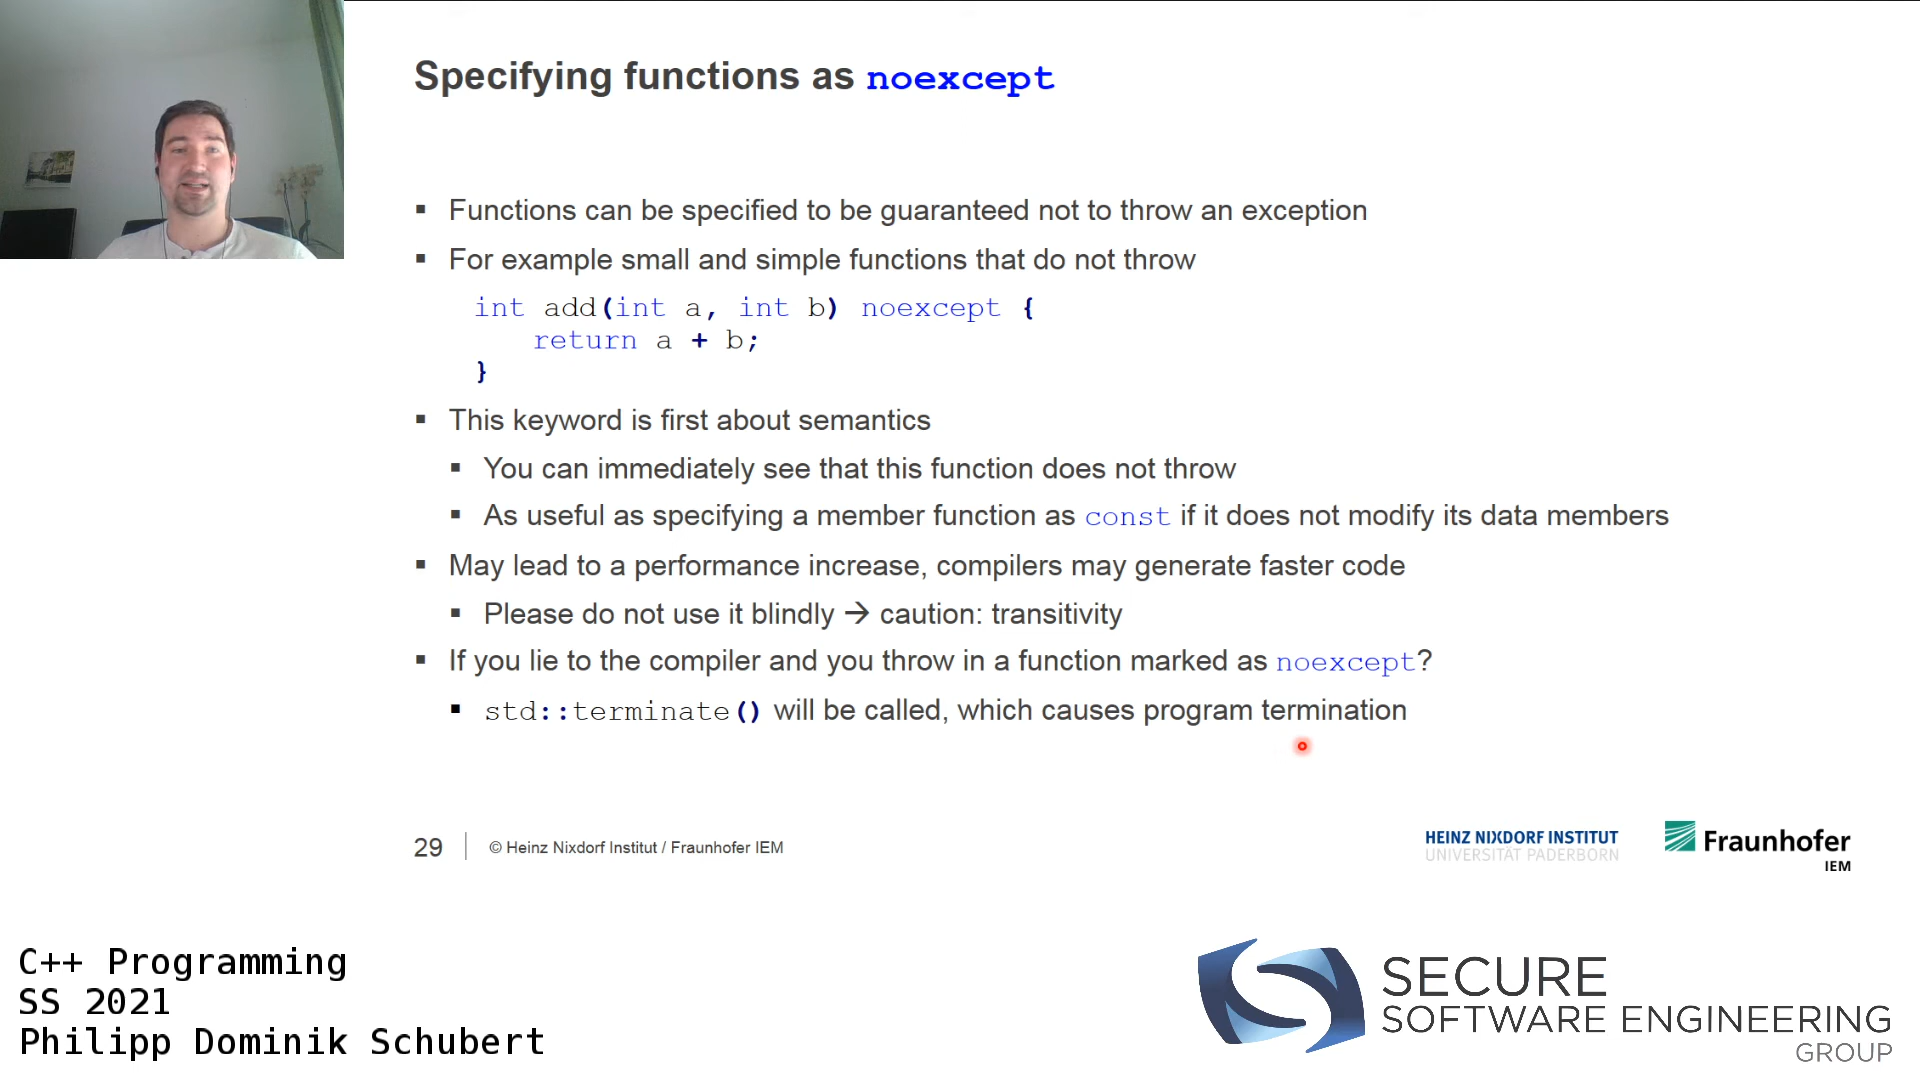 Specifying functions as noexcept
▪ Functions can be specified to be guaranteed not to throw an exception
▪ For example small and simple functions that do not throw
int add(int a, int b) noexcept {
return a + b;
}
▪ This keyword is first about semantics
▪ You can immediately see that this function does not throw
▪ As useful as specifying a member function as const if it does not modify its data members
▪ May lead to a performance increase, compilers may generate faster code
▪ Please do not use it blindly → caution: transitivity
▪ If you lie to the compiler and you throw in a function marked as noexcept?
▪ std::terminate() will be called, which causes program termination
29 © Heinz Nixdorf Institut / Fraunhofer IEM
HEINZ NIXDORF INSTITUT
UNIVERSITÄT PADERBORN
Fraunhofer
IEM
C++ Programming
SS 2021
Philipp Dominik Schubert
SECURE
SOFTWARE ENGINEERING
GROUP